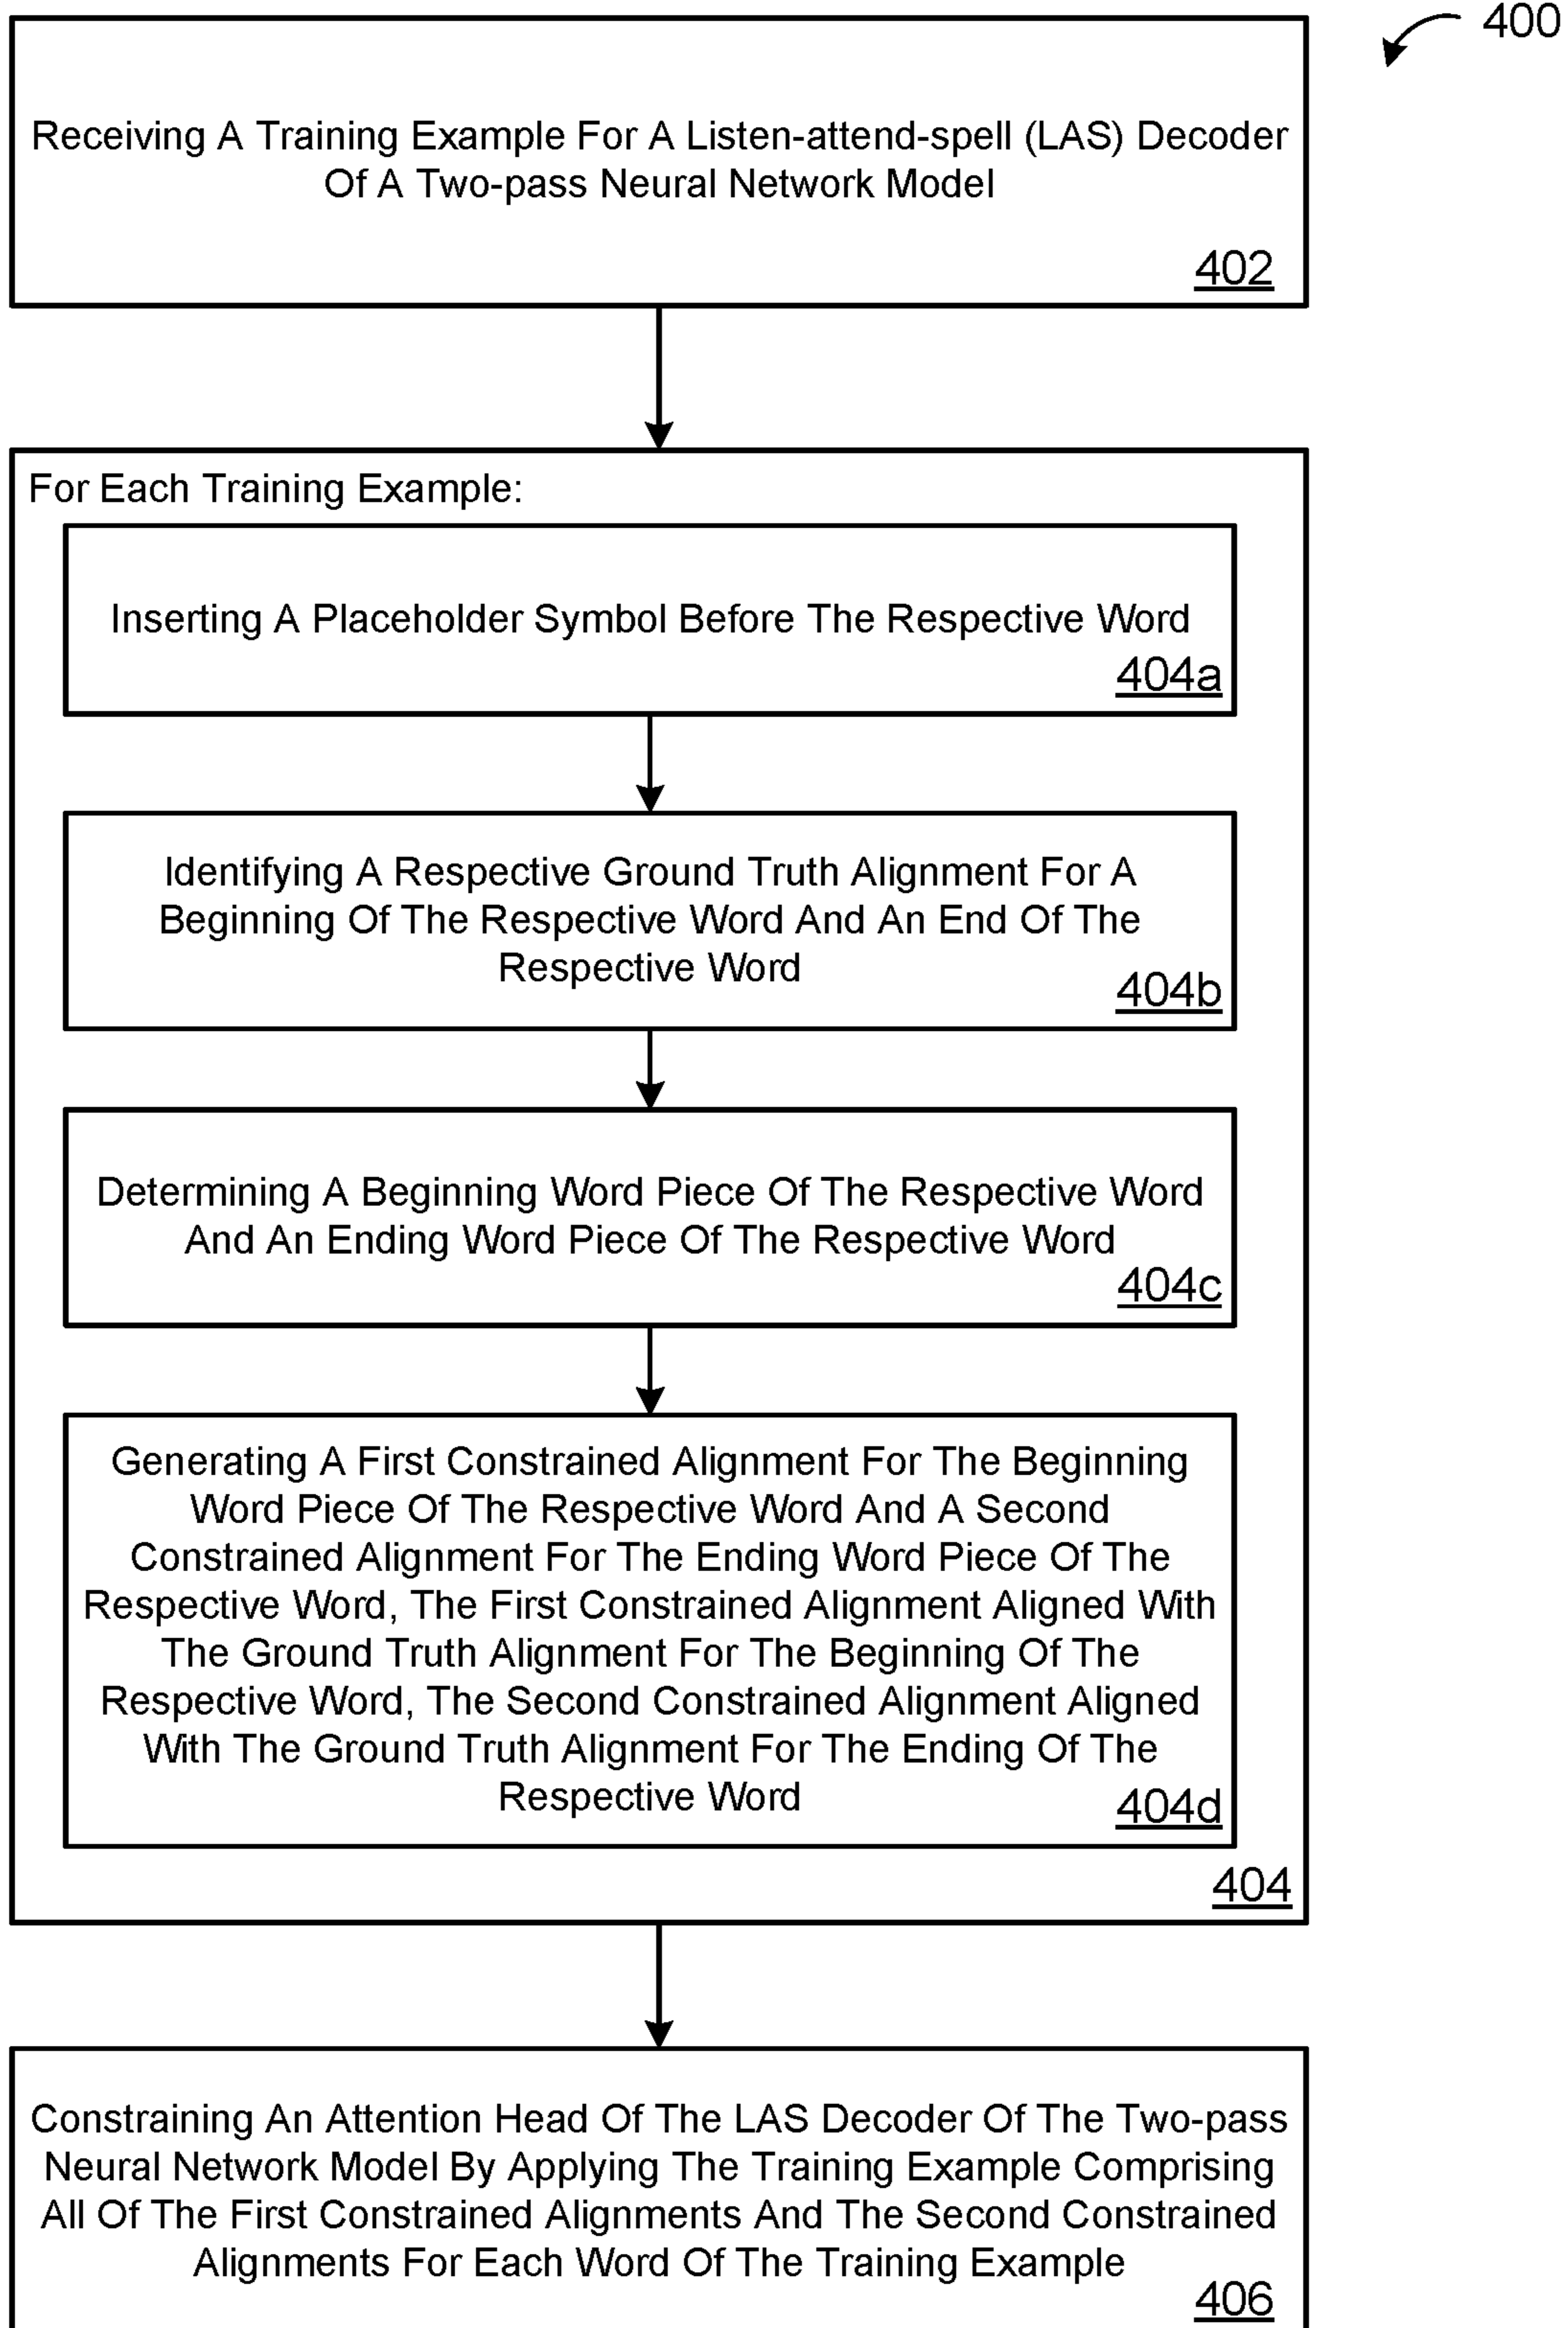 400
Receiving A Training Example For A Listen-attend-spell (LAS) Decoder
Of A Two-pass Neural Network Model
402
For Each Training Example:
Inserting A Placeholder Symbol Before The Respective Word
404a
Identifying A Respective Ground Truth Alignment For A
Beginning Of The Respective Word And An End Of The
Respective Word
404b
Determining A Beginning Word Piece Of The Respective Word
And An Ending Word Piece Of The Respective Word
404c
Generating A First Constrained Alignment For The Beginning
Word Piece Of The Respective Word And A Second
Constrained Alignment For The Ending Word Piece Of The
Respective Word, The First Constrained Alignment Aligned With
The Ground Truth Alignment For The Beginning Of The
Respective Word, The Second Constrained Alignment Aligned
With The Ground Truth Alignment For The Ending Of The
Respective Word
404d
404
Constraining An Attention Head Of The LAS Decoder Of The Two-pass
Neural Network Model By Applying The Training Example Comprising
All Of The First Constrained Alignments And The Second Constrained
Alignments For Each Word Of The Training Example
406